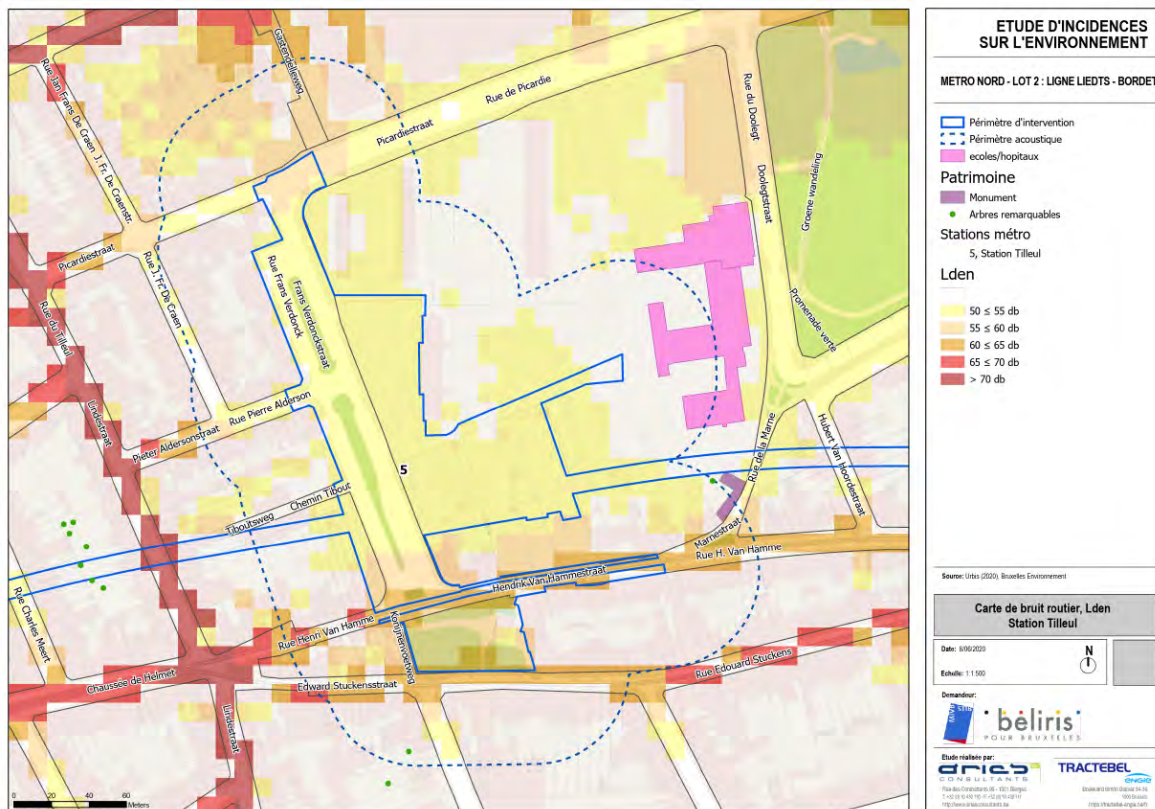 Gastendelleweg
Rue Jan Frans De Craen J. Fr. De Craenstr.
Rue de Picardie
Picardiestraat
Rue du Doolegt
Doolegtstraat
Groene wandeling
Picardiestraat
Rue J. Fr. De Craen
Rue Frans Verdonck
Frans Verdonckstraat
Promenade verte
Rue du Tilleul
Lindestraat
Rue Pierre Alderson
Pieter Aldersonstraat
5
Rue de la Marne
Hubert Van Hoordestraat
Chemin Tibout
Tiboutsweg
Marnestraat
Rue H. Van Hamme
Hendrik Van Hammestraat
Rue Charles Meert
Rue Henri Van Hamme
Konijnenvoetweg
Chaussée de Helmet
Edward Stuckensstraat
Rue Edouard Stuckens
Lindestraat
0 20 40 60
Meters
ETUDE D'INCIDENCES
SUR L'ENVIRONNEMENT
METRO NORD - LOT 2 : LIGNE LIEDTS - BORDET
Périmètre d'intervention
Périmètre acoustique
ecoles/hopitaux
Patrimoine
Monument
Arbres remarquables
Stations métro
5, Station Tilleul
Lden
50 ≤ 55 db
55 ≤ 60 db
60 ≤ 65 db
65 ≤ 70 db
> 70 db
Source: Urbis (2020), Bruxelles Environnement
Carte de bruit routier, Lden
Station Tilleul
N
Echelle: 1:1 500
Demandeur:
beliris
POUR BRUXELLES
Etude réalisée par:
aries
CONSULTANTS
TRACTEBEL
ENGIE